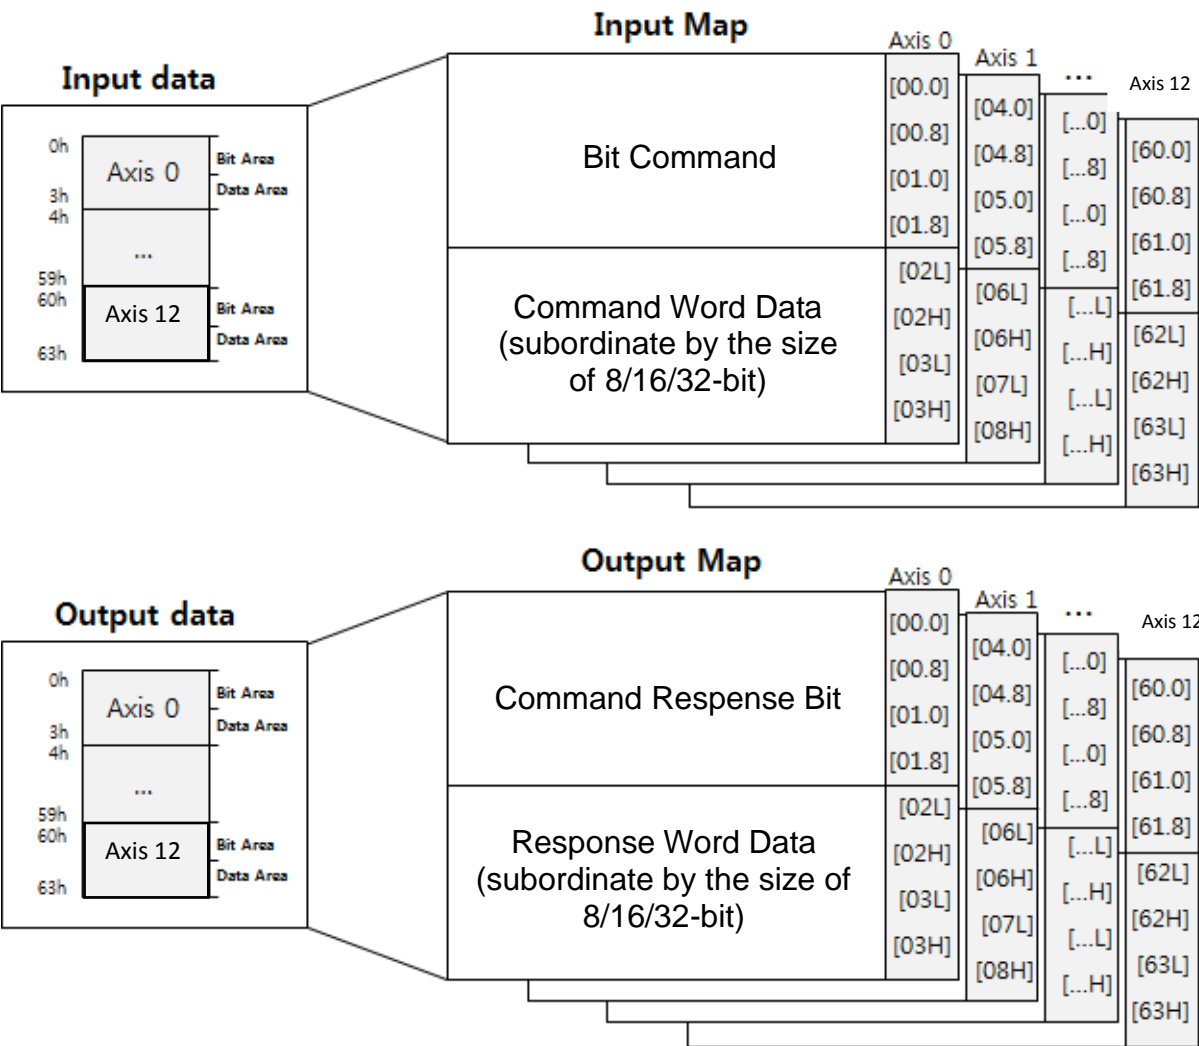 Input Map
Input data
0h
Axis 0
Bit Area
Data Area
3h
4h
...
59h
60h
Axis 12
Bit Area
Data Area
63h
Bit Command
Command Word Data
(subordinate by the size
of 8/16/32-bit)
Axis 0
[00.0]
[00.8]
[01.0]
[01.8]
[02L]
[02H]
[03L]
[03H]
Axis 1
[04.0]
[04.8]
[05.0]
[05.8]
[06L]
[06H]
[07L]
[08H]
...
[...0]
[...8]
[...0]
[...8]
[...L]
[...H]
[...L]
[...H]
Axis 12
[60.0]
[60.8]
[61.0]
[61.8]
[62L]
[62H]
[63L]
[63H]
Output Map
Output data
0h
Axis 0
Bit Area
Data Area
3h
4h
...
59h
60h
Axis 12
Bit Area
Data Area
63h
Command Response Bit
Response Word Data
(subordinate by the size of
8/16/32-bit)
Axis 0
[00.0]
[00.8]
[01.0]
[01.8]
[02L]
[02H]
[03L]
[03H]
Axis 1
[04.0]
[04.8]
[05.0]
[05.8]
[06L]
[06H]
[07L]
[08H]
...
[...0]
[...8]
[...0]
[...8]
[...L]
[...H]
[...L]
[...H]
Axis 12
[60.0]
[60.8]
[61.0]
[61.8]
[62L]
[62H]
[63L]
[63H]